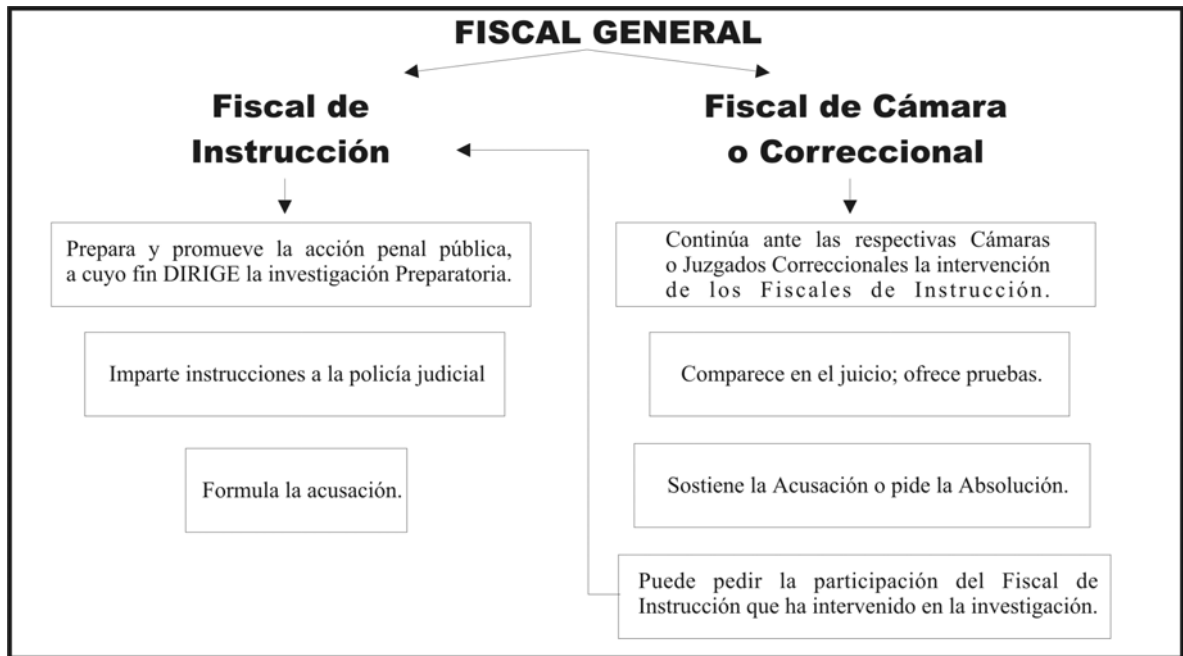 FISCAL GENERAL
Fiscal de
Instrucción
Prepara y promueve la acción penal pública,
a cuyo fin DIRIGE la investigación Preparatoria.
Imparte instrucciones a la policía judicial
Formula la acusación.
Fiscal de Cámara
o Correccional
Continúa ante las respectivas Cámaras
o Juzgados Correccionales la intervención
de los Fiscales de Instrucción.
Comparece en el juicio; ofrece pruebas.
Sostiene la Acusación o pide la Absolución.
Puede pedir la participación del Fiscal de
Instrucción que ha intervenido en la investigación.